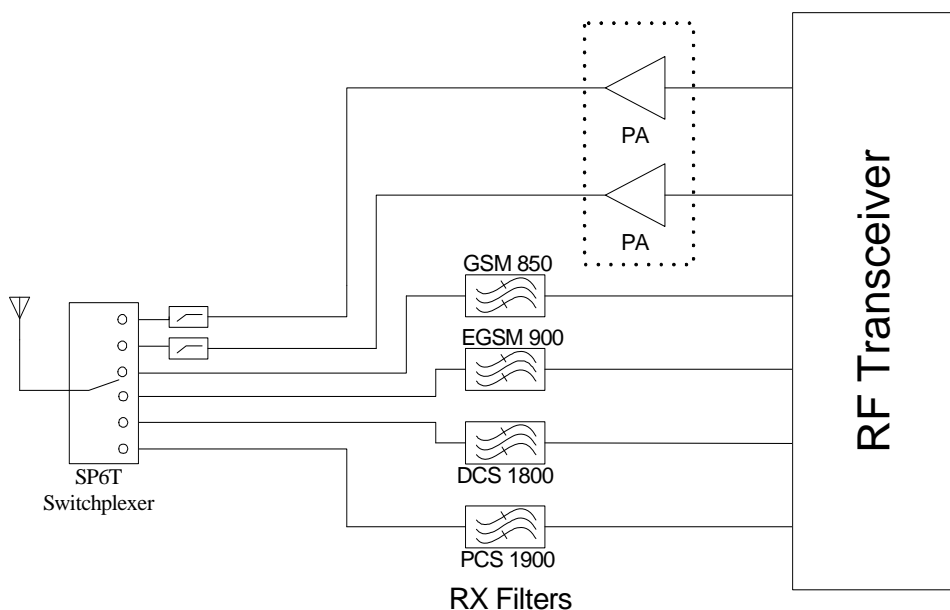 PA
PA
RF Transceiver
GSM 850
EGSM 900
DCS 1800
PCS 1900
SP6T
Switchplexer
RX Filters